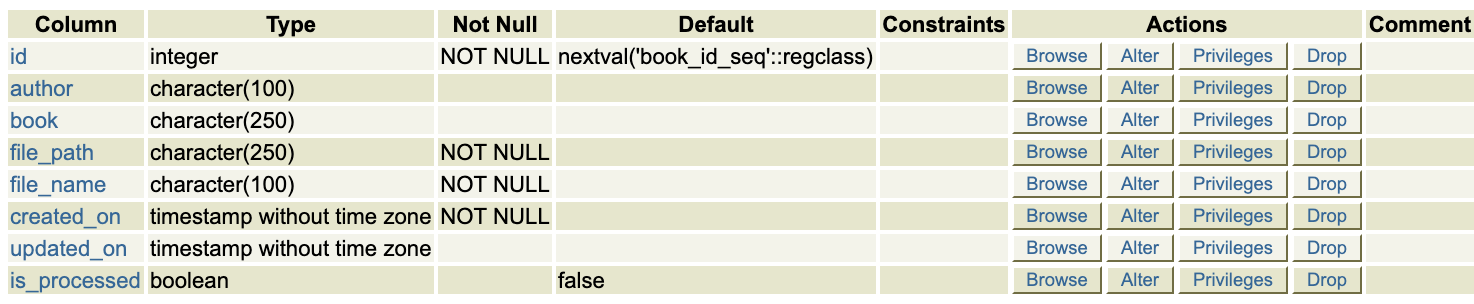 Column Type Not Null Default Constraints Actions Comment
id integer NOT NULL nextval('book_id_seq'::regclass) Browse Alter Privileges Drop
author character(100) Browse Alter Privileges Drop
book character(250) Browse Alter Privileges Drop
file_path character(250) NOT NULL Browse Alter Privileges Drop
file_name character(100) NOT NULL Browse Alter Privileges Drop
created_on timestamp without time zone NOT NULL Browse Alter Privileges Drop
updated_on timestamp without time zone Browse Alter Privileges Drop
is_processed boolean false Browse Alter Privileges Drop